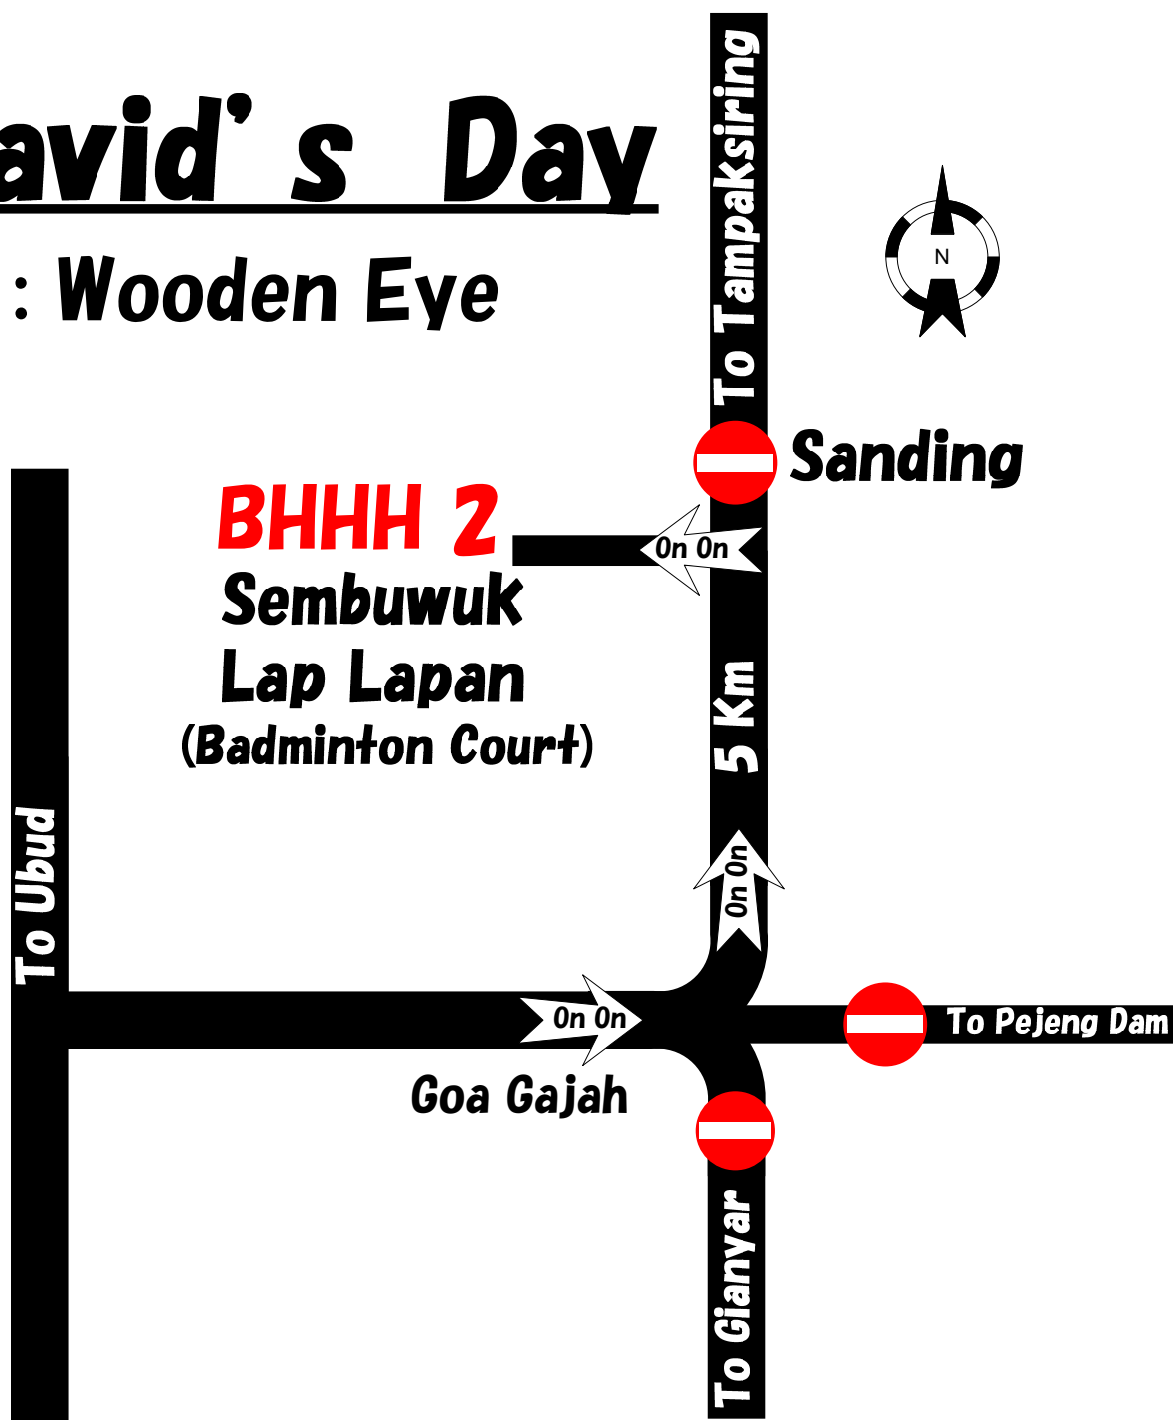 avid's Day
: Wooden Eye
To Tampaksiring
N
Sanding
BHHH 2
On On
Sembuwuk
Lap Lapan
(Badminton Court)
5 Km
To Ubud
On On
On On
To Pejeng Dam
Goa Gajah
To Gianyar